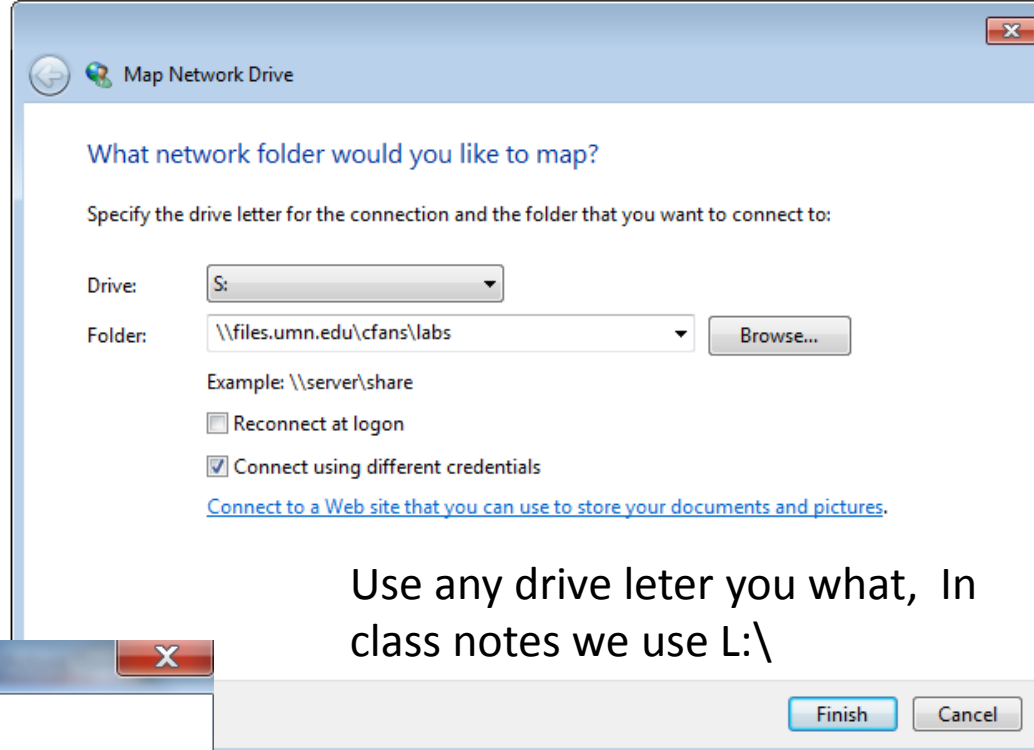 Map Network Drive
What network folder would you like to map?
Specify the drive letter for the connection and the folder that you want to connect to:
Drive: S:
Folder: \\files.umn.edu\cfans\labs Browse...
Example: \\server\share
Reconnect at logon
Connect using different credentials
Connect to a Web site that you can use to store your documents and pictures.
Use any drive leter you what, In
class notes we use L:\
Finish Cancel